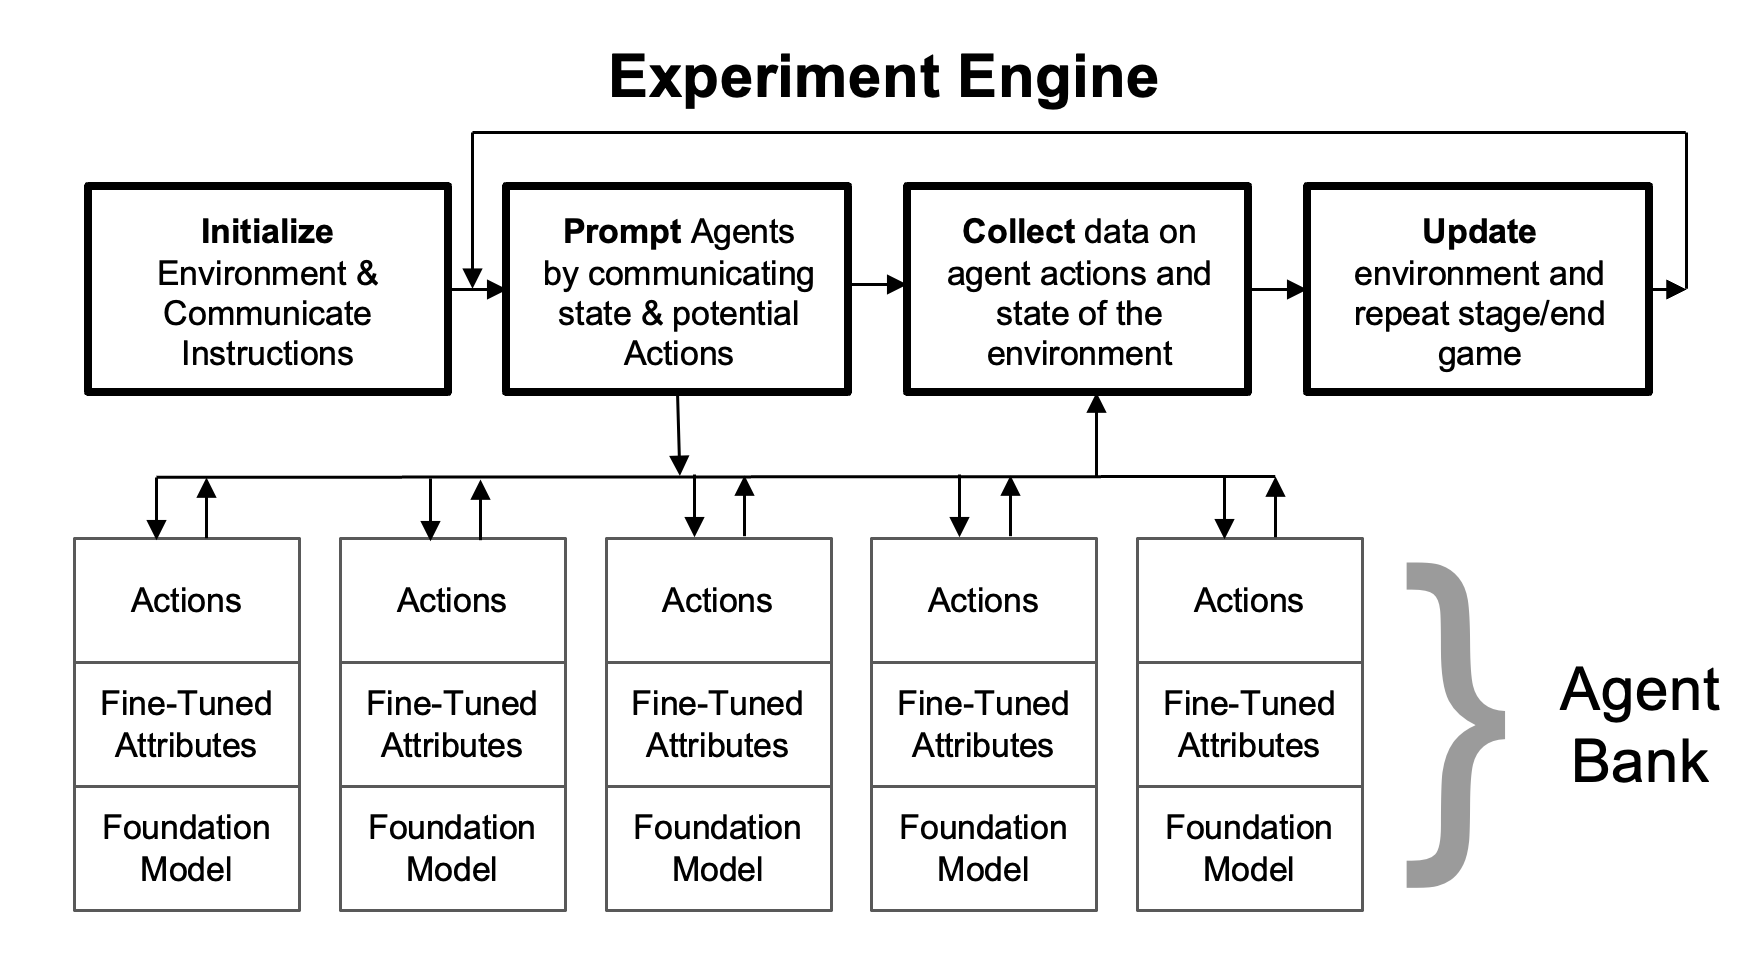 Experiment Engine
Initialize
Environment &
Communicate
Instructions
Prompt Agents
by communicating
state & potential
Actions
Collect data on
agent actions and
state of the
environment
Update
environment and
repeat stage/end
game
Actions
Fine-Tuned
Attributes
Foundation
Model
Actions
Fine-Tuned
Attributes
Foundation
Model
Actions
Fine-Tuned
Attributes
Foundation
Model
Actions
Fine-Tuned
Attributes
Foundation
Model
Actions
Fine-Tuned
Attributes
Foundation
Model
Agent
Bank